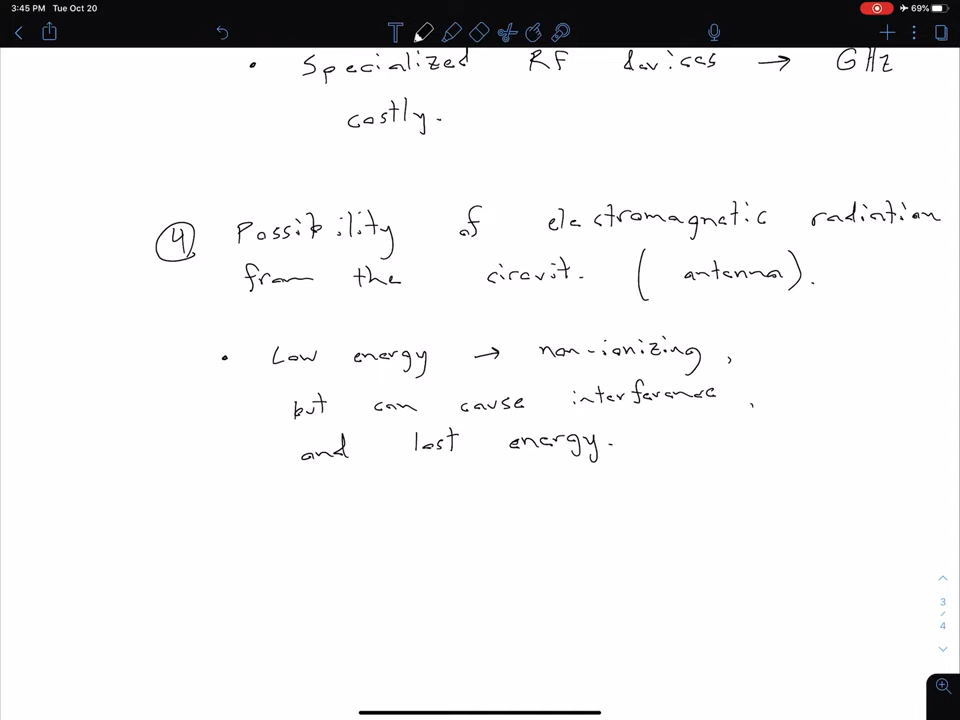 3:45 PM Tue Oct 20
69%
• Specialized RF devices → GHz
costly.
4. Possibility of electromagnetic radiation
from the circuit. (antenna).
• Low energy → non-ionizing,
but can cause interference,
and lost energy.
3
/
4